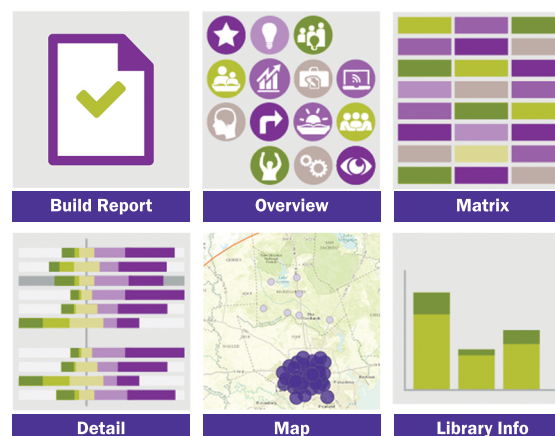 Build Report
Overview
Matrix
Detail
Map
Library Info